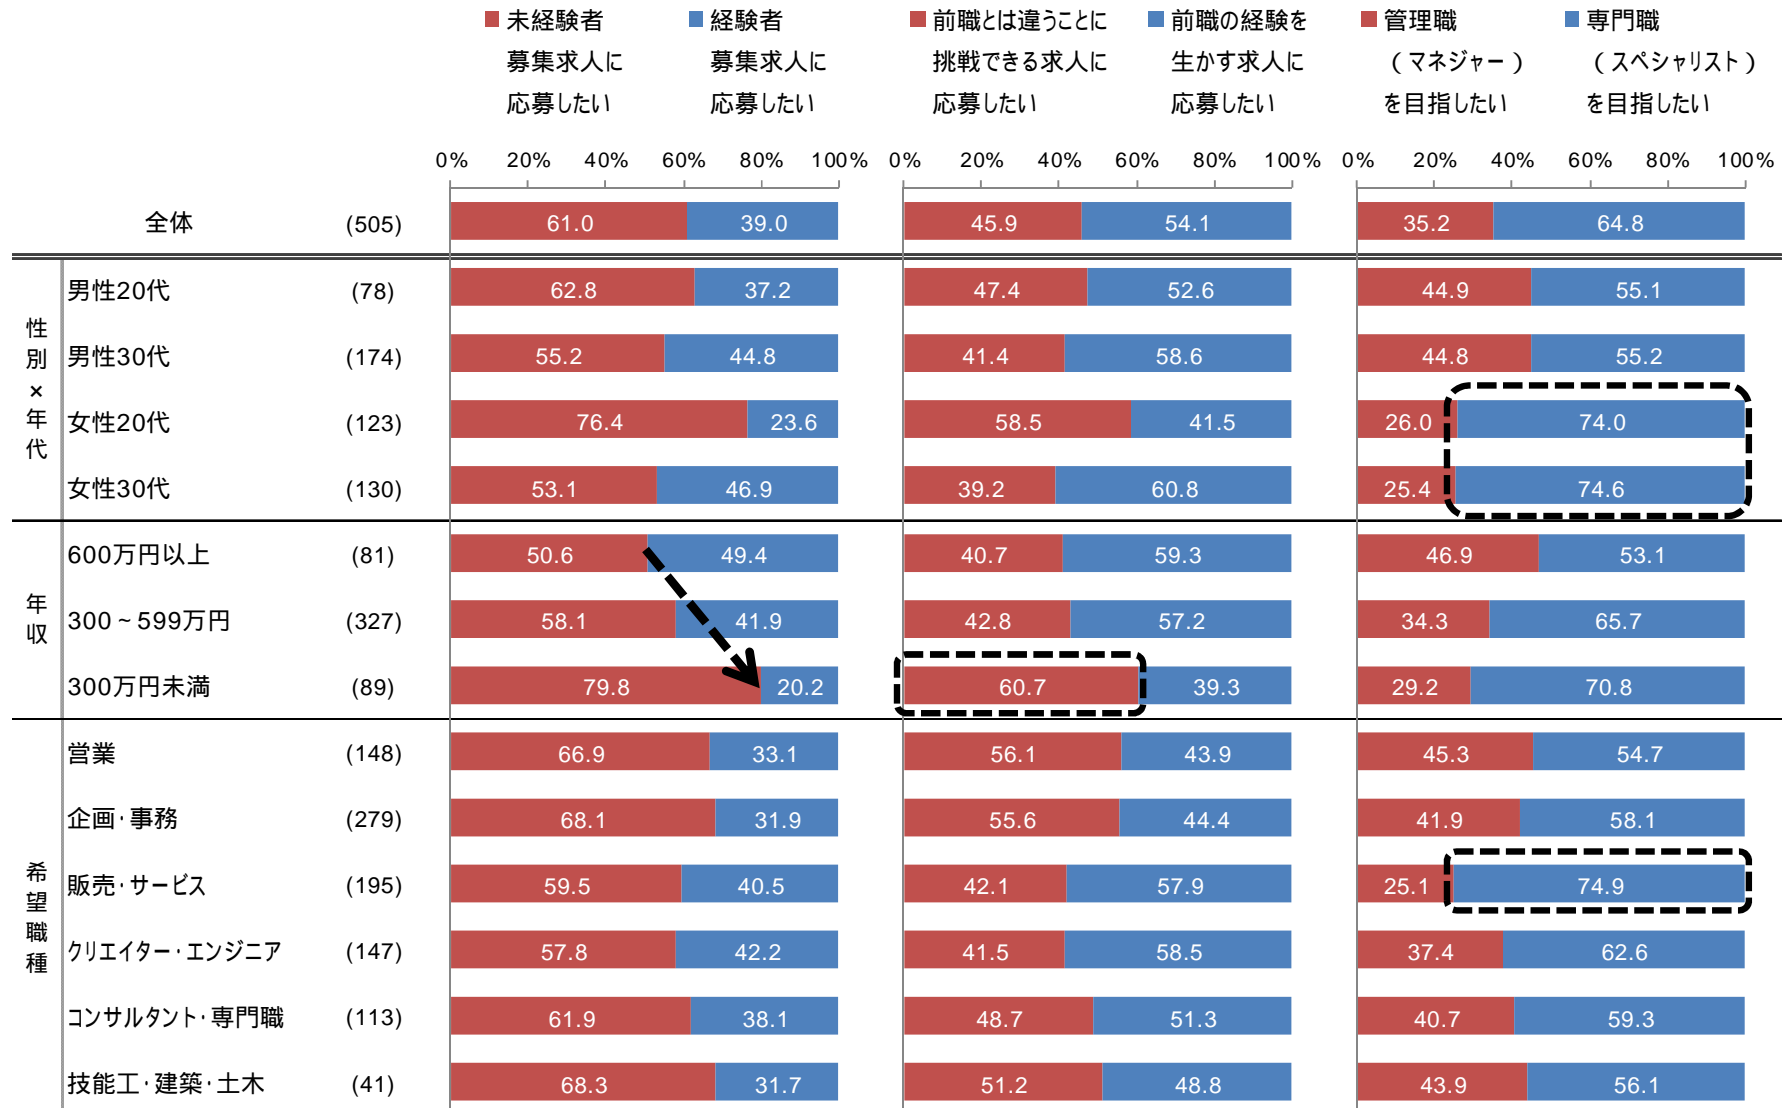 未経験者
募集求人に
応募したい
経験者
募集求人に
応募したい
前職とは違うことに
挑戦できる求人に
応募したい
前職の経験を
生かす求人に
応募したい
管理職
（マネジャー）
を目指したい
専門職
（スペシャリスト）
を目指したい
0% 20% 40% 60% 80% 100% 0% 20% 40% 60% 80% 100% 0% 20% 40% 60% 80% 100%
全体 (505) 61.0 39.0 45.9 54.1 35.2 64.8
性別×年代
男性20代 (78) 62.8 37.2 47.4 52.6 44.9 55.1
男性30代 (174) 55.2 44.8 41.4 58.6 44.8 55.2
女性20代 (123) 76.4 23.6 58.5 41.5 26.0 74.0
女性30代 (130) 53.1 46.9 39.2 60.8 25.4 74.6
年収
600万円以上 (81) 50.6 49.4 40.7 59.3 46.9 53.1
300～599万円 (327) 58.1 41.9 42.8 57.2 34.3 65.7
300万円未満 (89) 79.8 20.2 60.7 39.3 29.2 70.8
希望職種
営業 (148) 66.9 33.1 56.1 43.9 45.3 54.7
企画・事務 (279) 68.1 31.9 55.6 44.4 41.9 58.1
販売・サービス (195) 59.5 40.5 42.1 57.9 25.1 74.9
クリエイター・エンジニア (147) 57.8 42.2 41.5 58.5 37.4 62.6
コンサルタント・専門職 (113) 61.9 38.1 48.7 51.3 40.7 59.3
技能工・建築・土木 (41) 68.3 31.7 51.2 48.8 43.9 56.1